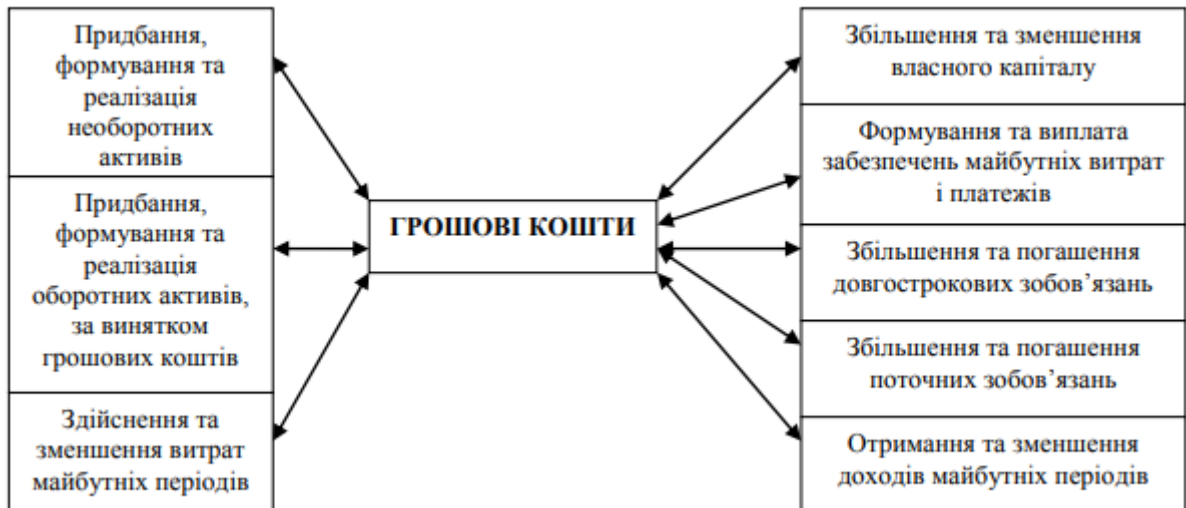 Придбання,
формування та
реалізація
необоротних
активів
Придбання,
формування та
реалізація
оборотних активів,
за винятком
грошових коштів
Здійснення та
зменшення витрат
майбутніх періодів
ГРОШОВІ КОШТИ
Збільшення та зменшення
власного капіталу
Формування та виплата
забезпечень майбутніх витрат
і платежів
Збільшення та погашення
довгострокових зобов’язань
Збільшення та погашення
поточних зобов’язань
Отримання та зменшення
доходів майбутніх періодів